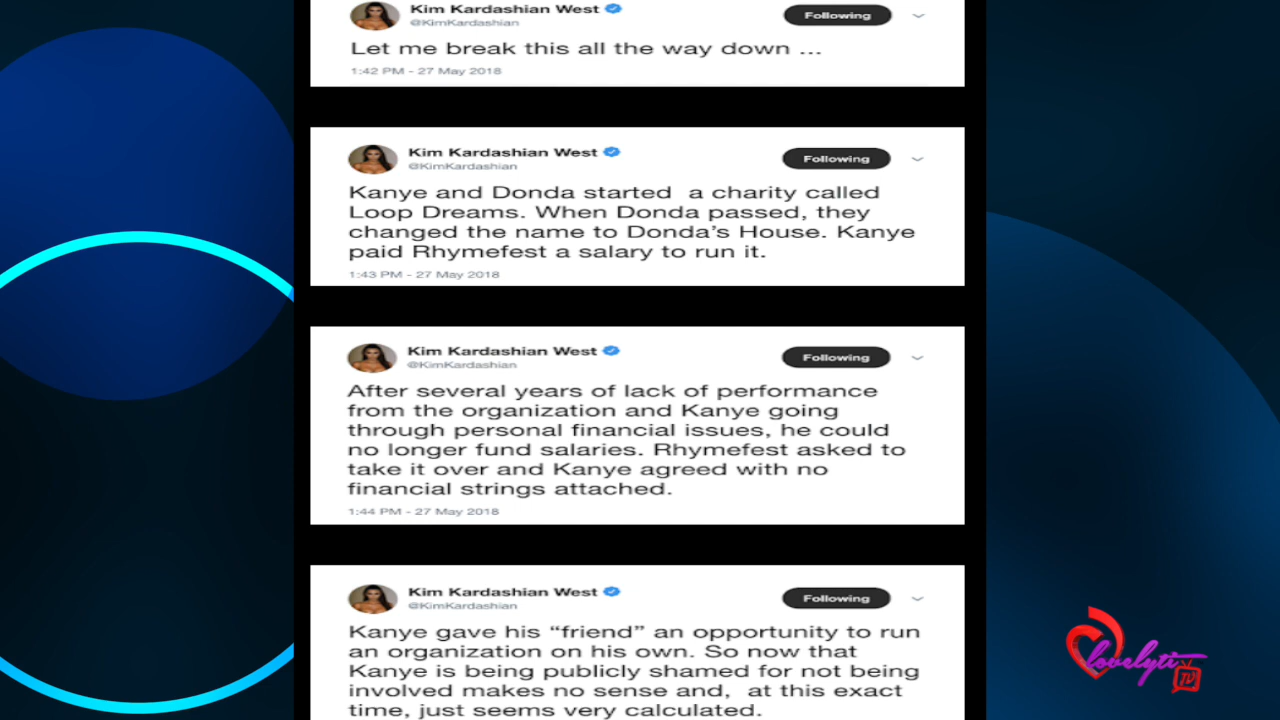 Kim Kardashian West
Following
@KimKardashian
Let me break this all the way down ...
1:42 PM - 27 May 2018
Kim Kardashian West
Following
@KimKardashian
Kanye and Donda started  a charity called
Loop Dreams. When Donda passed, they
changed the name to Donda’s House. Kanye
paid Rhymefest a salary to run it.
1:43 PM - 27 May 2018
Kim Kardashian West
Following
@KimKardashian
After several years of lack of performance
from the organization and Kanye going
through personal financial issues, he could
no longer fund salaries. Rhymefest asked to
take it over and Kanye agreed with no
financial strings attached.
1:44 PM - 27 May 2018
Kim Kardashian West
Following
@KimKardashian
Kanye gave his “friend” an opportunity to run
an organization on his own. So now that
Kanye is being publicly shamed for not being
involved makes no sense and,  at this exact
time, just seems very calculated.
lovelyti
TV